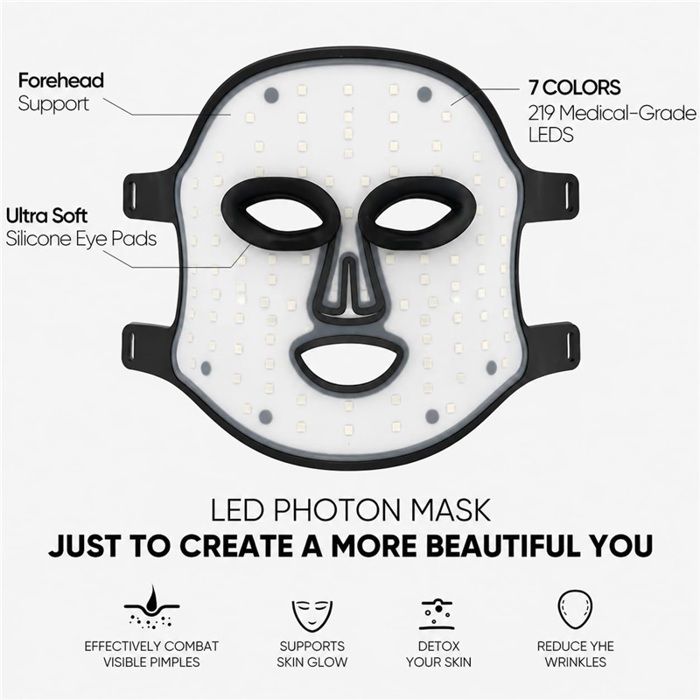 Forehead
Support
7 COLORS
219 Medical-Grade
LEDS
Ultra Soft
Silicone Eye Pads
LED PHOTON MASK
JUST TO CREATE A MORE BEAUTIFUL YOU
EFFECTIVELY COMBAT
VISIBLE PIMPLES
SUPPORTS
SKIN GLOW
DETOX
YOUR SKIN
REDUCE YHE
WRINKLES